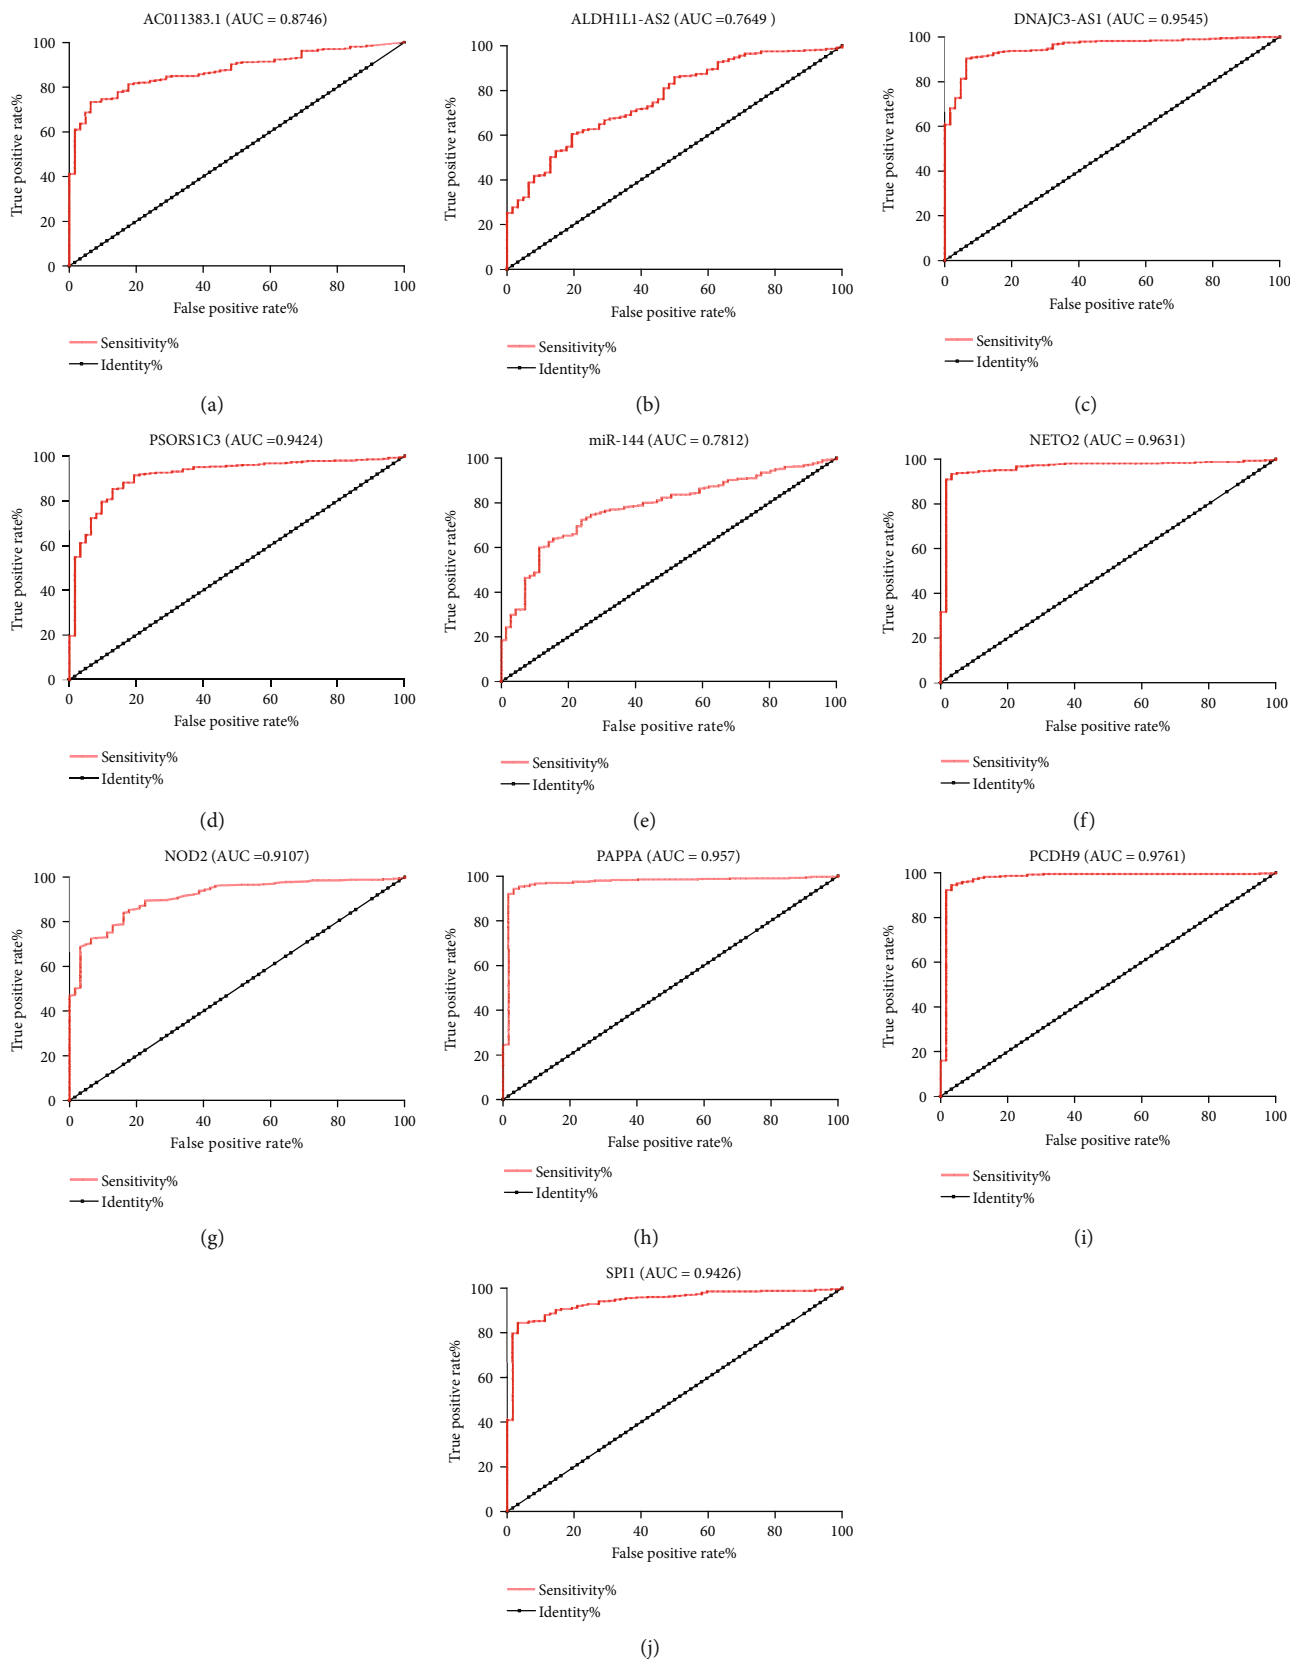 AC011383.1 (AUC = 0.8746)
100
80
60
40
20
0
True positive rate%
0 20 40 60 80 100
False positive rate%
Sensitivity%
Identity%
(a)
ALDH1L1-AS2 (AUC =0.7649 )
100
80
60
40
20
0
True positive rate%
0 20 40 60 80 100
False positive rate%
Sensitivity%
Identity%
(b)
DNAJC3-AS1 (AUC = 0.9545)
100
80
60
40
20
0
True positive rate%
0 20 40 60 80 100
False positive rate%
Sensitivity%
Identity%
(c)
PSORS1C3 (AUC =0.9424)
100
80
60
40
20
0
True positive rate%
0 20 40 60 80 100
False positive rate%
Sensitivity%
Identity%
(d)
miR-144 (AUC = 0.7812)
100
80
60
40
20
0
True positive rate%
0 20 40 60 80 100
False positive rate%
Sensitivity%
Identity%
(e)
NETO2 (AUC = 0.9631)
100
80
60
40
20
0
True positive rate%
0 20 40 60 80 100
False positive rate%
Sensitivity%
Identity%
(f)
NOD2 (AUC =0.9107)
100
80
60
40
20
0
True positive rate%
0 20 40 60 80 100
False positive rate%
Sensitivity%
Identity%
(g)
PAPPA (AUC = 0.957)
100
80
60
40
20
0
True positive rate%
0 20 40 60 80 100
False positive rate%
Sensitivity%
Identity%
(h)
PCDH9 (AUC = 0.9761)
100
80
60
40
20
0
True positive rate%
0 20 40 60 80 100
False positive rate%
Sensitivity%
Identity%
(i)
SPI1 (AUC = 0.9426)
100
80
60
40
20
0
True positive rate%
0 20 40 60 80 100
False positive rate%
Sensitivity%
Identity%
(j)